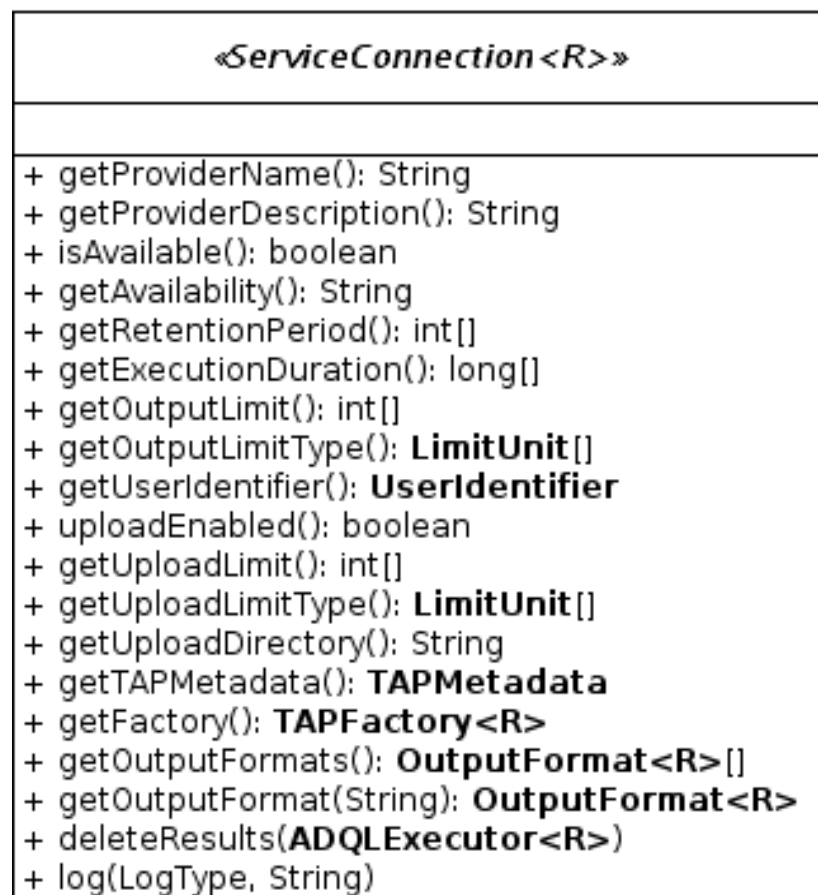 «ServiceConnection<R>»
+ getProviderName(): String
+ getProviderDescription(): String
+ isAvailable(): boolean
+ getAvailability(): String
+ getRetentionPeriod(): int[]
+ getExecutionDuration(): long[]
+ getOutputLimit(): int[]
+ getOutputLimitType(): LimitUnit[]
+ getUserIdentifier(): UserIdentifier
+ uploadEnabled(): boolean
+ getUploadLimit(): int[]
+ getUploadLimitType(): LimitUnit[]
+ getUploadDirectory(): String
+ getTAPMetadata(): TAPMetadata
+ getFactory(): TAPFactory<R>
+ getOutputFormats(): OutputFormat<R>[]
+ getOutputFormat(String): OutputFormat<R>
+ deleteResults(ADQLExecutor<R>)
+ log(LogType, String)